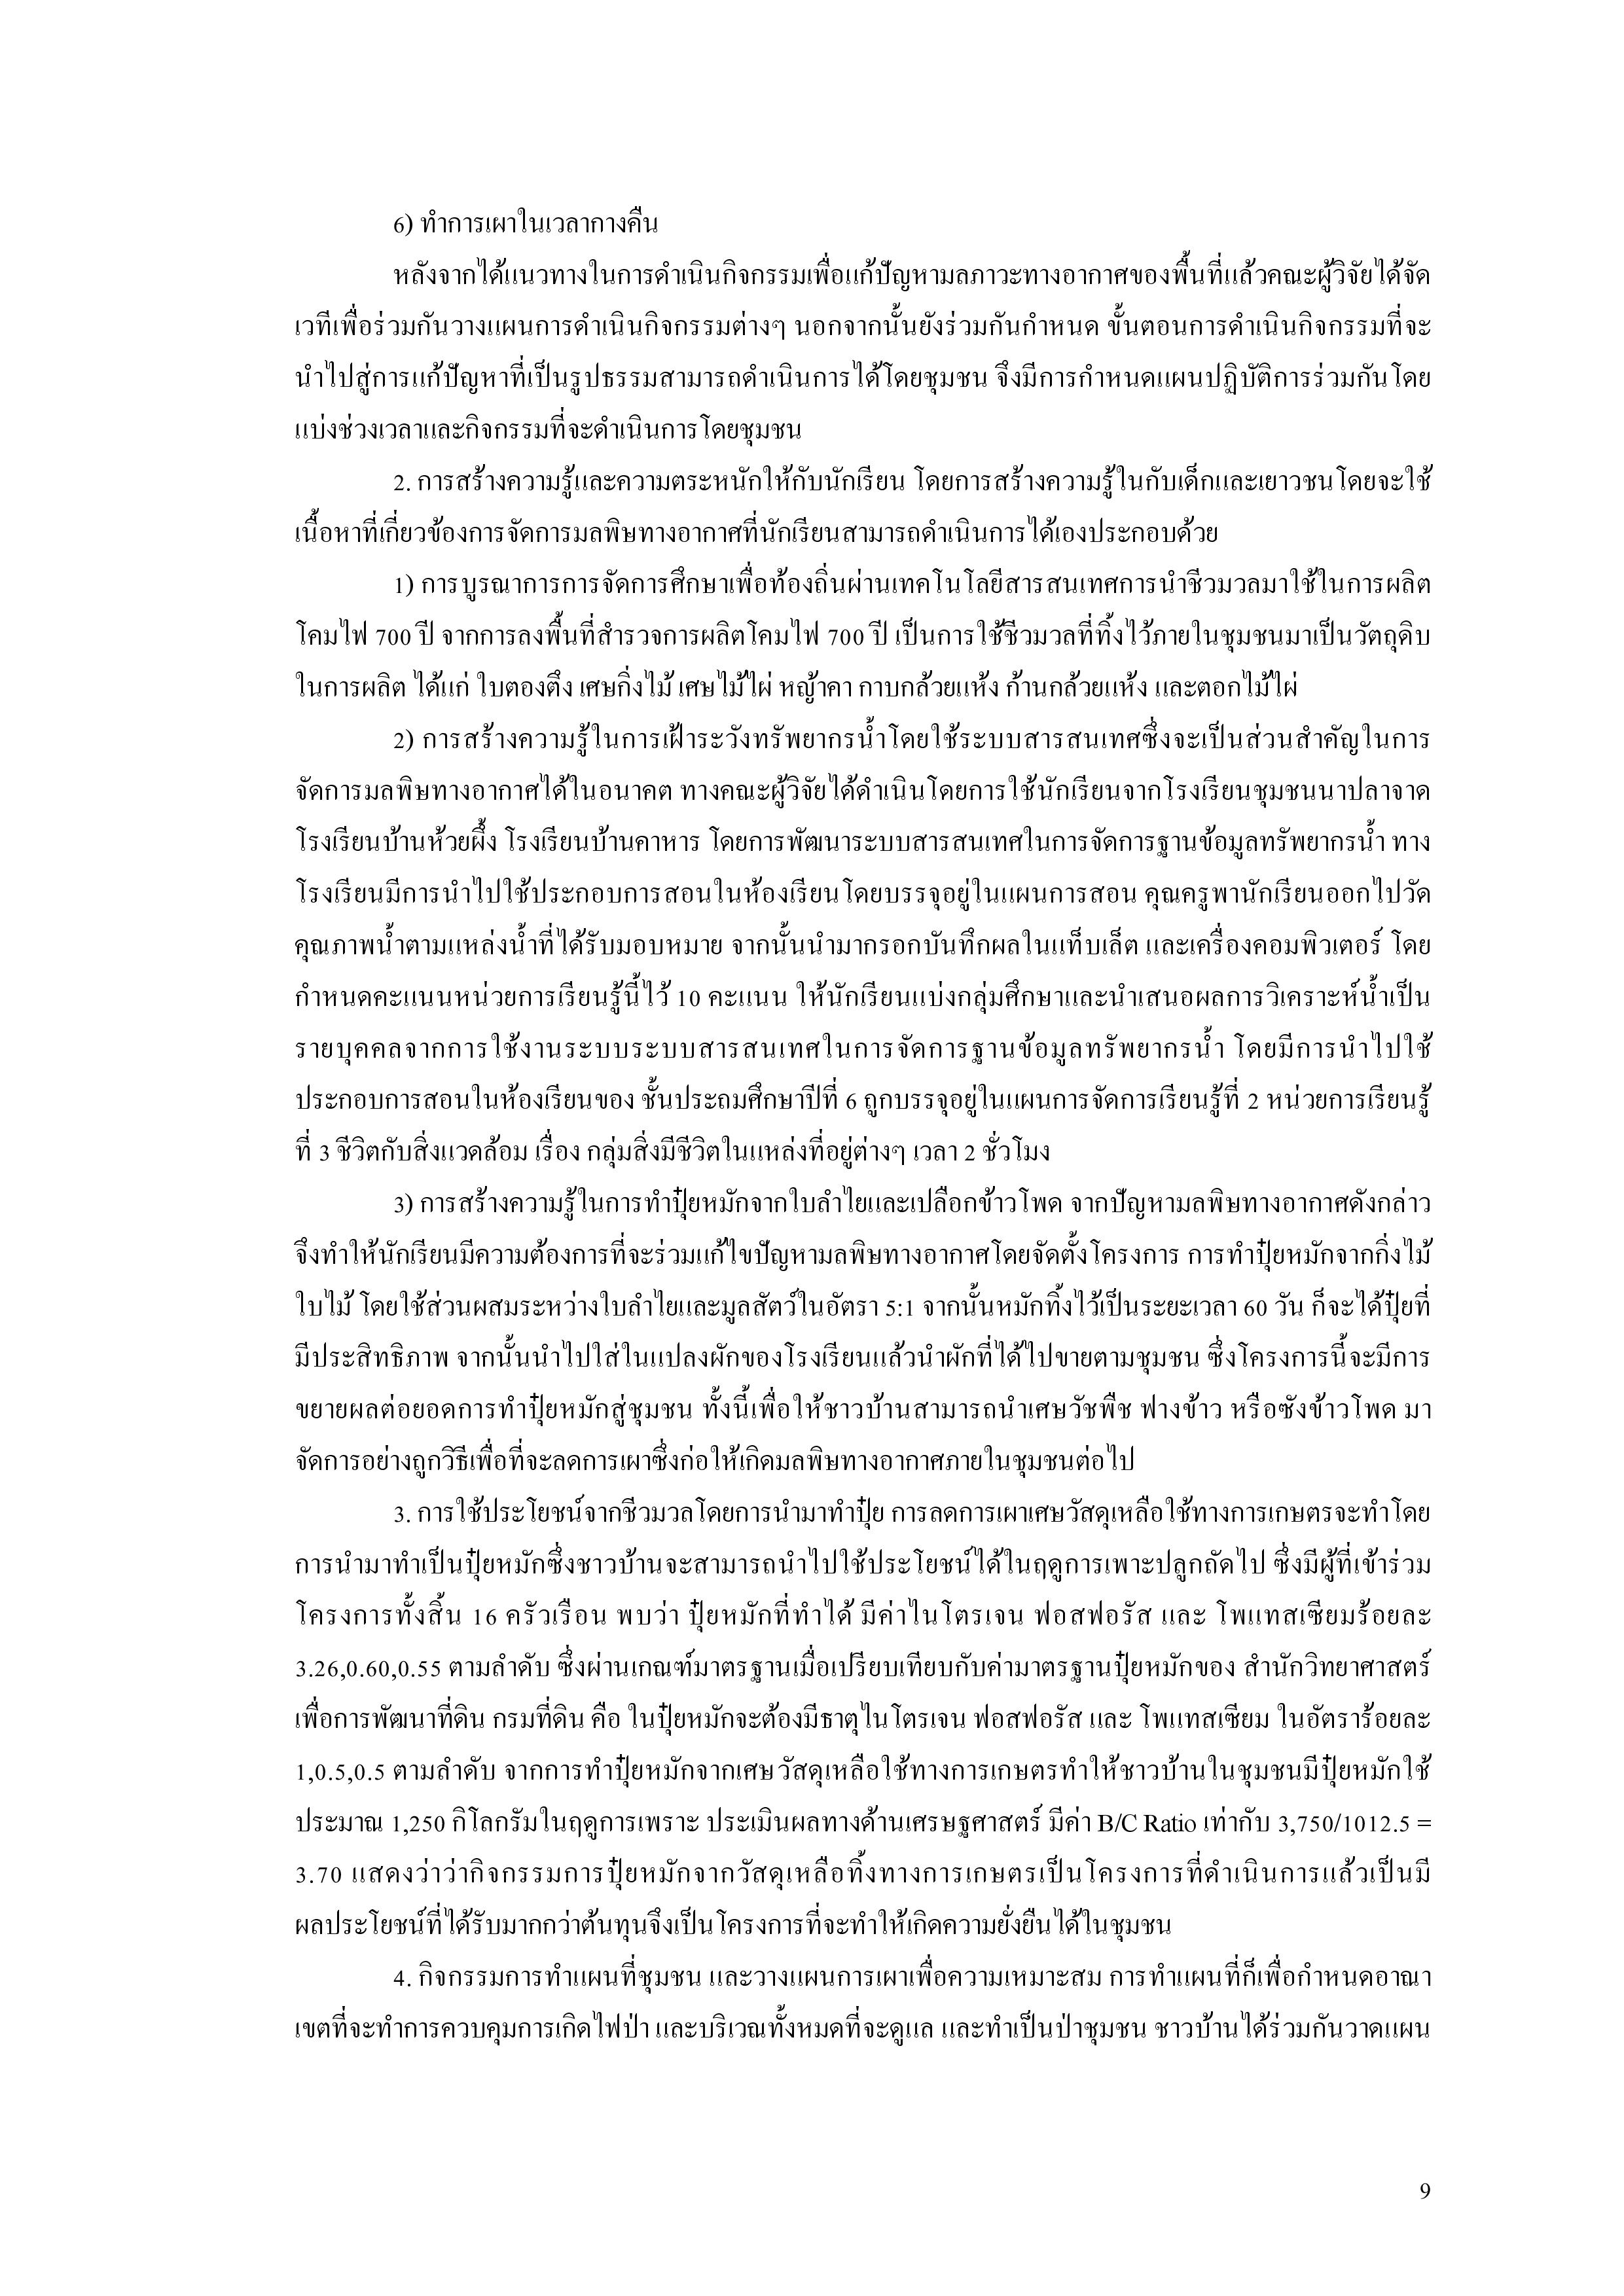 6) ทำการเผาในเวลากางคืน
หลังจากได้แนวทางในการดำเนินกิจกรรมเพื่อแก้ปัญหามลภาวะทางอากาศของพื้นที่แล้วคณะผู้วิจัยได้จัด
เวทีเพื่อร่วมกันวางแผนการดำเนินกิจกรรมต่างๆ นอกจากนั้นยังร่วมกันกำหนด ขั้นตอนการดำเนินกิจกรรมที่จะ
นำไปสู่การแก้ปัญหาที่เป็นรูปธรรมสามารถดำเนินการได้โดยชุมชน จึงมีการกำหนดแผนปฏิบัติการร่วมกันโดย
แบ่งช่วงเวลาและกิจกรรมที่จะดำเนินการโดยชุมชน
2. การสร้างความรู้และความตระหนักให้กับนักเรียน โดยการสร้างความรู้ในกับเด็กและเยาวชนโดยจะใช้
เนื้อหาที่เกี่ยวข้องการจัดการมลพิษทางอากาศที่นักเรียนสามารถดำเนินการได้เองประกอบด้วย
1) การบูรณาการการจัดการศึกษาเพื่อท้องถิ่นผ่านเทคโนโลยีสารสนเทศการนำชีวมวลมาใช้ในการผลิต
โคมไฟ 700 ปี จากการลงพื้นที่สำรวจการผลิตโคมไฟ 700 ปี เป็นการใช้ชีวมวลที่ทิ้งไว้ภายในชุมชนมาเป็นวัตถุดิบ
ในการผลิต ได้แก่ ใบตองตึง เศษกิ่งไม้ เศษไม้ไผ่ หญ้าคา กาบกล้วยแห้ง ก้านกล้วยแห้ง และตอกไม้ไผ่
2) การสร้างความรู้ในการเฝ้าระวังทรัพยากรน้ำโดยใช้ระบบสารสนเทศซึ่งจะเป็นส่วนสำคัญในการ
จัดการมลพิษทางอากาศได้ในอนาคต ทางคณะผู้วิจัยได้ดำเนินโดยการใช้นักเรียนจากโรงเรียนชุมชนนาปลาจาด
โรงเรียนบ้านห้วยผึ้ง โรงเรียนบ้านคาหาร โดยการพัฒนาระบบสารสนเทศในการจัดการฐานข้อมูลทรัพยากรน้ำ ทาง
โรงเรียนมีการนำไปใช้ประกอบการสอนในห้องเรียนโดยบรรจุอยู่ในแผนการสอน คุณครูพานักเรียนออกไปวัด
คุณภาพน้ำตามแหล่งน้ำที่ได้รับมอบหมาย จากนั้นนำมากรอกบันทึกผลในแท็บเล็ต และเครื่องคอมพิวเตอร์ โดย
กำหนดคะแนนหน่วยการเรียนรู้นี้ไว้ 10 คะแนน ให้นักเรียนแบ่งกลุ่มศึกษาและนำเสนอผลการวิเคราะห์น้ำเป็น
รายบุคคลจากการใช้งานระบบระบบสารสนเทศในการจัดการฐานข้อมูลทรัพยากรน้ำ โดยมีการนำไปใช้
ประกอบการสอนในห้องเรียนของ ชั้นประถมศึกษาปีที่ 6 ถูกบรรจุอยู่ในแผนการจัดการเรียนรู้ที่ 2 หน่วยการเรียนรู้
ที่ 3 ชีวิตกับสิ่งแวดล้อม เรื่อง กลุ่มสิ่งมีชีวิตในแหล่งที่อยู่ต่างๆ เวลา 2 ชั่วโมง
3) การสร้างความรู้ในการทำปุ๋ยหมักจากใบลำไยและเปลือกข้าวโพด จากปัญหามลพิษทางอากาศดังกล่าว
จึงทำให้นักเรียนมีความต้องการที่จะร่วมแก้ไขปัญหามลพิษทางอากาศโดยจัดตั้งโครงการ การทำปุ๋ยหมักจากกิ่งไม้
ใบไม้ โดยใช้ส่วนผสมระหว่างใบลำไยและมูลสัตว์ในอัตรา 5:1 จากนั้นหมักทิ้งไว้เป็นระยะเวลา 60 วัน ก็จะได้ปุ๋ยที่
มีประสิทธิภาพ จากนั้นนำไปใส่ในแปลงผักของโรงเรียนแล้วนำผักที่ได้ไปขายตามชุมชน ซึ่งโครงการนี้จะมีการ
ขยายผลต่อยอดการทำปุ๋ยหมักสู่ชุมชน ทั้งนี้เพื่อให้ชาวบ้านสามารถนำเศษวัชพืช ฟางข้าว หรือซังข้าวโพด มา
จัดการอย่างถูกวิธีเพื่อที่จะลดการเผาซึ่งก่อให้เกิดมลพิษทางอากาศภายในชุมชนต่อไป
3. การใช้ประโยชน์จากชีวมวลโดยการนำมาทำปุ๋ย การลดการเผาเศษวัสดุเหลือใช้ทางการเกษตรจะทำโดย
การนำมาทำเป็นปุ๋ยหมักซึ่งชาวบ้านจะสามารถนำไปใช้ประโยชน์ได้ในฤดูการเพาะปลูกถัดไป ซึ่งมีผู้ที่เข้าร่วม
โครงการทั้งสิ้น 16 ครัวเรือน พบว่า ปุ๋ยหมักที่ทำได้ มีค่าไนโตรเจน ฟอสฟอรัส และ โพแทสเซียมร้อยละ
3.26,0.60,0.55 ตามลำดับ ซึ่งผ่านเกณฑ์มาตรฐานเมื่อเปรียบเทียบกับค่ามาตรฐานปุ๋ยหมักของ สำนักวิทยาศาสตร์
เพื่อการพัฒนาที่ดิน กรมที่ดิน คือ ในปุ๋ยหมักจะต้องมีธาตุไนโตรเจน ฟอสฟอรัส และ โพแทสเซียม ในอัตราร้อยละ
1,0.5,0.5 ตามลำดับ จากการทำปุ๋ยหมักจากเศษวัสดุเหลือใช้ทางการเกษตรทำให้ชาวบ้านในชุมชนมีปุ๋ยหมักใช้
ประมาณ 1,250 กิโลกรัมในฤดูการเพราะ ประเมินผลทางด้านเศรษฐศาสตร์ มีค่า B/C Ratio เท่ากับ 3,750/1012.5 =
3.70 แสดงว่าว่ากิจกรรมการปุ๋ยหมักจากวัสดุเหลือทิ้งทางการเกษตรเป็นโครงการที่ดำเนินการแล้วเป็นมี
ผลประโยชน์ที่ได้รับมากกว่าต้นทุนจึงเป็นโครงการที่จะทำให้เกิดความยั่งยืนได้ในชุมชน
4. กิจกรรมการทำแผนที่ชุมชน และวางแผนการเผาเพื่อความเหมาะสม การทำแผนที่ก็เพื่อกำหนดอาณา
เขตที่จะทำการควบคุมการเกิดไฟป่า และบริเวณทั้งหมดที่จะดูแล และทำเป็นป่าชุมชน ชาวบ้านได้ร่วมกันวาดแผน
9